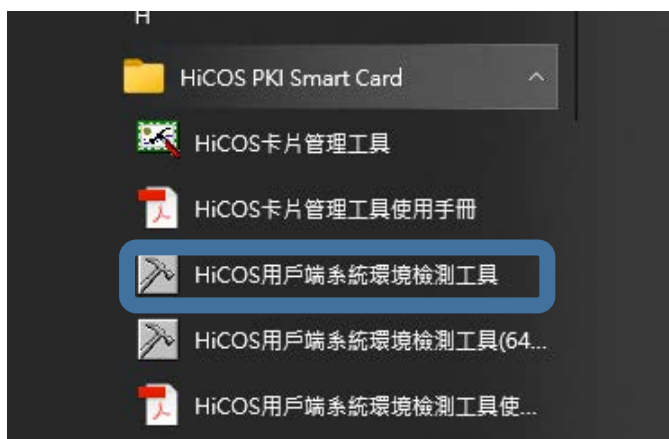 H
HiCOS PKI Smart Card
HiCOS卡片管理工具
HiCOS卡片管理工具使用手冊
HiCOS用戶端系統環境檢測工具
HiCOS用戶端系統環境檢測工具(64...
HiCOS用戶端系統環境檢測工具使...